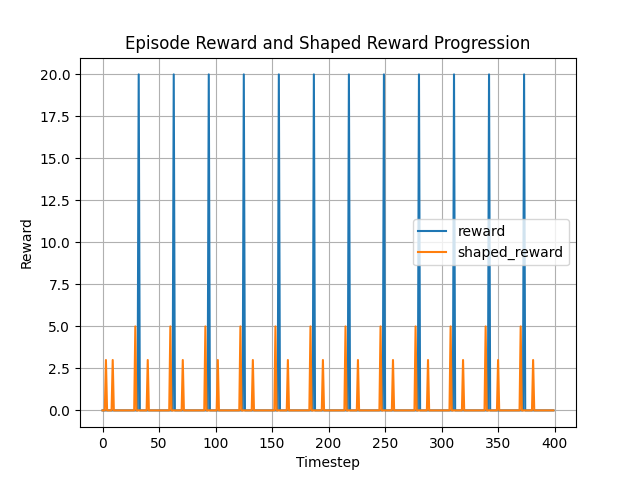 Episode Reward and Shaped Reward Progression
20.0
17.5
15.0
12.5
10.0
7.5
5.0
2.5
0.0
Reward
reward
shaped_reward
0 50 100 150 200 250 300 350 400
Timestep